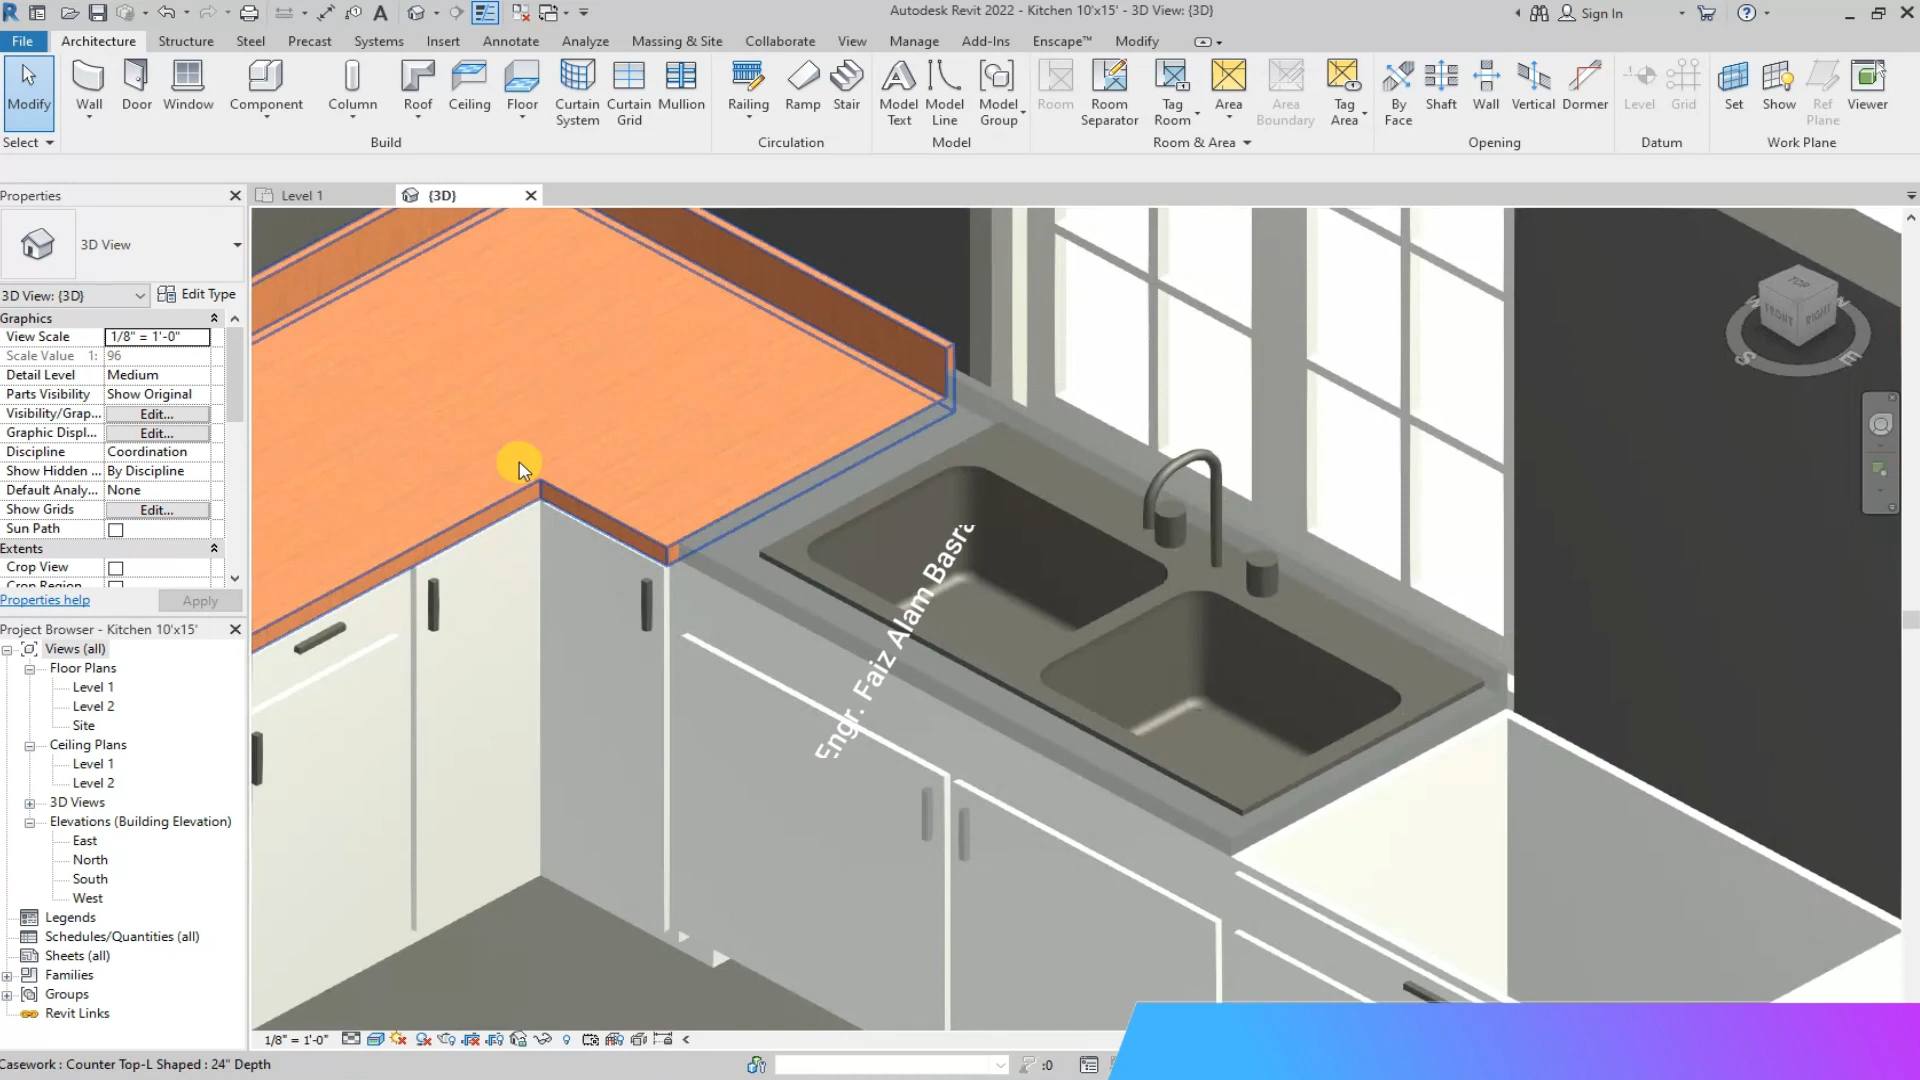 Autodesk Revit 2022 - Kitchen 10'x15' - 3D View: {3D}
Sign In
File Architecture Structure Steel Precast Systems Insert Annotate Analyze Massing & Site Collaborate View Manage Add-Ins Enscape™ Modify
Modify
Wall
Door
Window
Component
Column
Roof
Ceiling
Floor
Curtain System
Curtain Grid
Mullion
Railing
Ramp
Stair
Model Text
Model Line
Model Group
Room
Room Separator
Tag Room
Area
Area Boundary
Tag Area
By Face
Shaft
Wall
Vertical
Dormer
Level
Grid
Set
Show
Ref Plane
Viewer
Select
Build
Circulation
Model
Room & Area
Opening
Datum
Work Plane
Properties
Level 1
{3D}
3D View
3D View: {3D}
Edit Type
Graphics
View Scale 1/8" = 1'-0"
Scale Value 1: 96
Detail Level Medium
Parts Visibility Show Original
Visibility/Grap... Edit...
Graphic Displ... Edit...
Discipline Coordination
Show Hidden ... By Discipline
Default Analy... None
Show Grids Edit...
Sun Path
Extents
Crop View
Crop Region
Properties help
Apply
Project Browser - Kitchen 10'x15'
Views (all)
Floor Plans
Level 1
Level 2
Site
Ceiling Plans
Level 1
Level 2
3D Views
Elevations (Building Elevation)
East
North
South
West
Legends
Schedules/Quantities (all)
Sheets (all)
Families
Groups
Revit Links
TOP
FRONT
RIGHT
W
N
S
E
Engr. Faiz Alam Basra
1/8" = 1'-0"
Casework : Counter Top-L Shaped : 24" Depth
:0